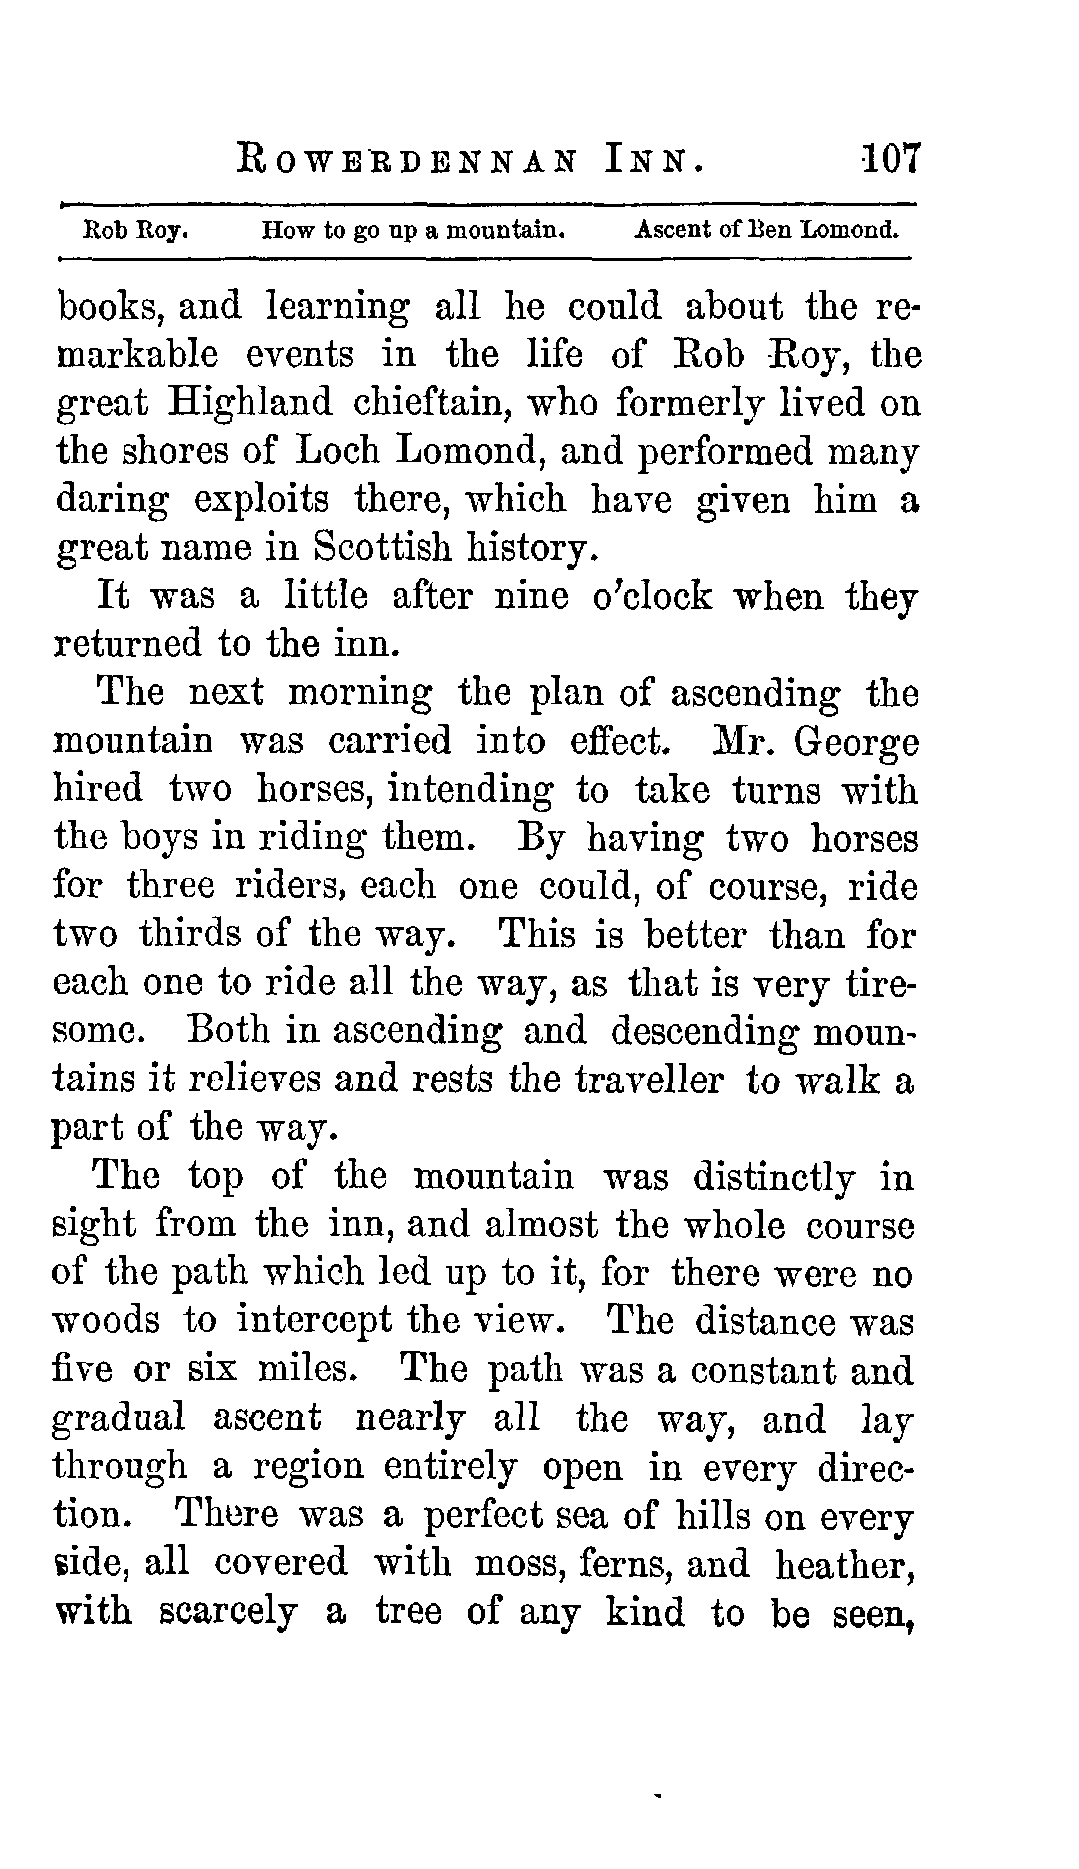 ROWERDENNAN INN. 107
Rob Roy. How to go up a mountain. Ascent of Ben Lomond.
books, and learning all he could about the re-
markable events in the life of Rob Roy, the
great Highland chieftain, who formerly lived on
the shores of Loch Lomond, and performed many
daring exploits there, which have given him a
great name in Scottish history.
It was a little after nine o'clock when they
returned to the inn.
The next morning the plan of ascending the
mountain was carried into effect. Mr. George
hired two horses, intending to take turns with
the boys in riding them. By having two horses
for three riders, each one could, of course, ride
two thirds of the way. This is better than for
each one to ride all the way, as that is very tire-
some. Both in ascending and descending moun-
tains it relieves and rests the traveller to walk a
part of the way.
The top of the mountain was distinctly in
sight from the inn, and almost the whole course
of the path which led up to it, for there were no
woods to intercept the view. The distance was
five or six miles. The path was a constant and
gradual ascent nearly all the way, and lay
through a region entirely open in every direc-
tion. There was a perfect sea of hills on every
side, all covered with moss, ferns, and heather,
with scarcely a tree of any kind to be seen,